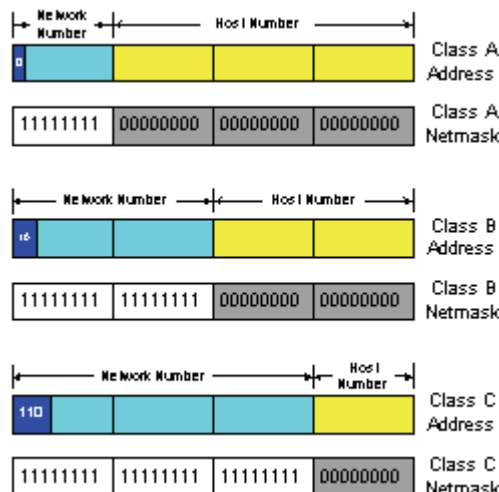 Network
Number
Host Number
0
Class A
Address
11111111 00000000 00000000 00000000
Class A
Netmask
Network Number
Host Number
Class B
Address
11111111 11111111 00000000 00000000
Class B
Netmask
Network Number
Host
Number
110
Class C
Address
11111111 11111111 11111111 00000000
Class C
Netmask